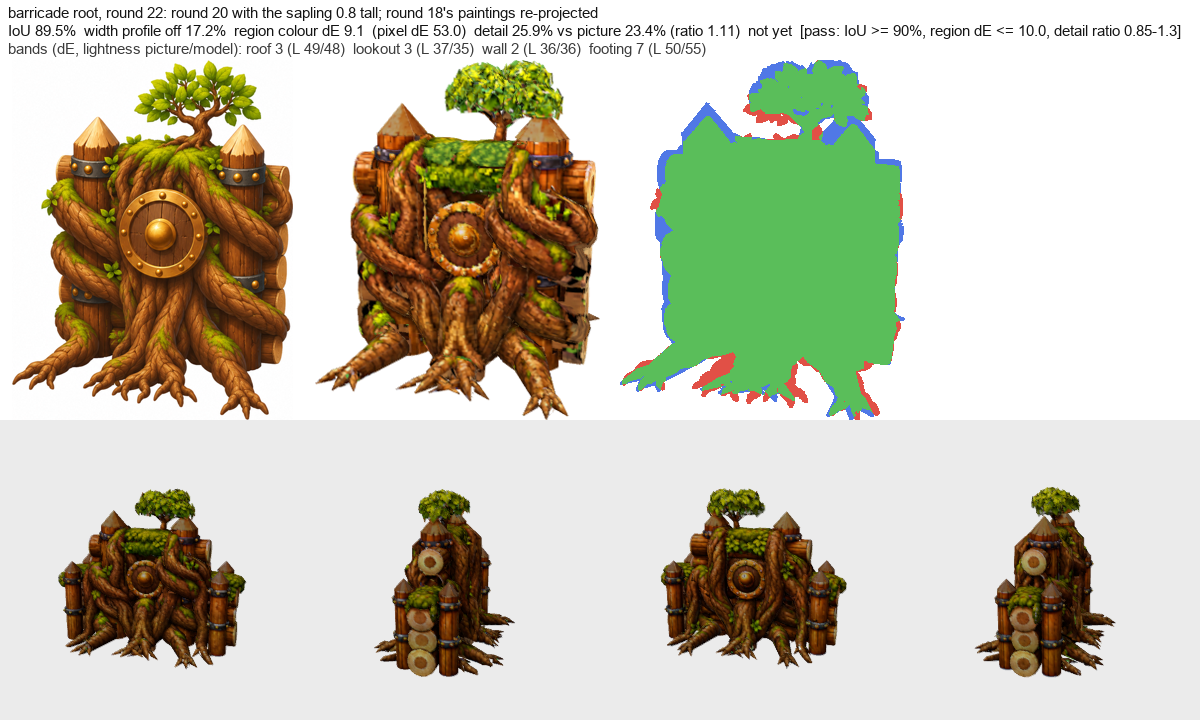 barricade root, round 22: round 20 with the sapling 0.8 tall; round 18's paintings re-projected
IoU 89.5%  width profile off 17.2%  region colour dE 9.1  (pixel dE 53.0)  detail 25.9% vs picture 23.4% (ratio 1.11)  not yet  [pass: IoU >= 90%, region dE <= 10.0, detail ratio 0.85-1.3]
bands (dE, lightness picture/model): roof 3 (L 49/48)  lookout 3 (L 37/35)  wall 2 (L 36/36)  footing 7 (L 50/55)